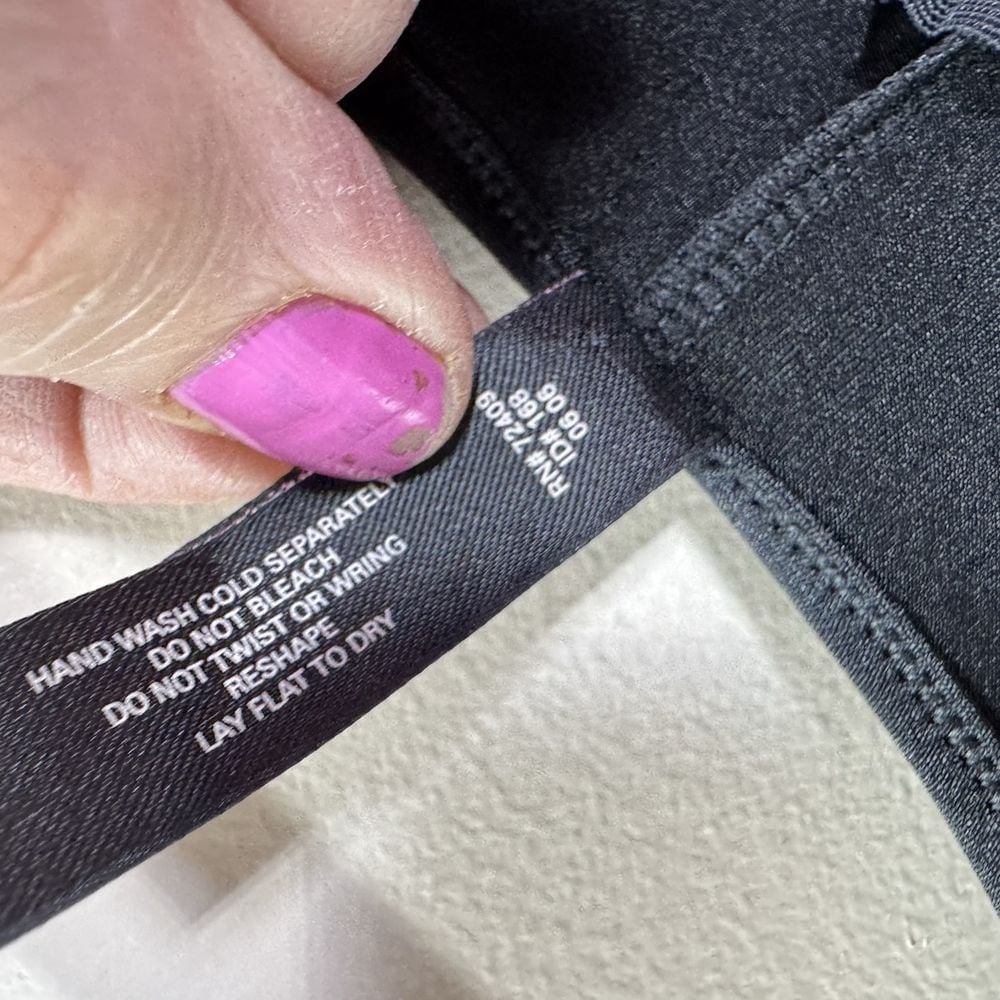 HAND WASH COLD SEPARATELY
DO NOT BLEACH
DO NOT TWIST OR WRING
RESHAPE
LAY FLAT TO DRY
RN# 72409
ID# 168
06 06